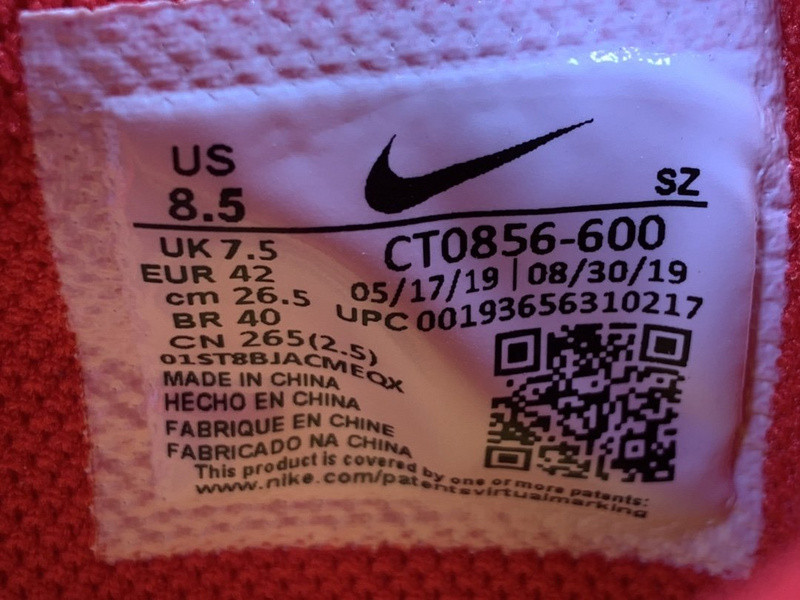 US
8.5
SZ
UK 7.5
EUR 42
cm 26.5
BR 40
CN 265(2.5)
01ST8BJACMEQX
CT0856-600
05/17/19 | 08/30/19
UPC 00193656310217
MADE IN CHINA
HECHO EN CHINA
FABRIQUE EN CHINE
FABRICADO NA CHINA
This product is covered by one or more patents:
www.nike.com/patentsvirtualmarking